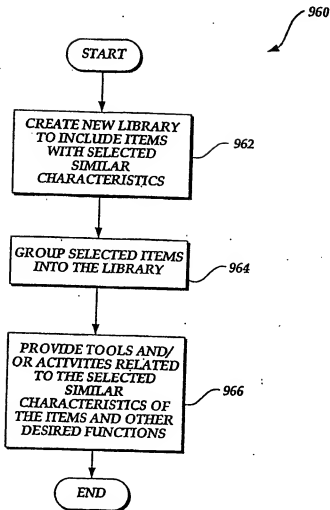 960
START
CREATE NEW LIBRARY
TO INCLUDE ITEMS
WITH SELECTED
SIMILAR
CHARACTERISTICS
962
GROUP SELECTED ITEMS
INTO THE LIBRARY
964
PROVIDE TOOLS AND/
OR ACTIVITIES RELATED
TO THE SELECTED
SIMILAR
CHARACTERISTICS OF
THE ITEMS AND OTHER
DESIRED FUNCTIONS
966
END